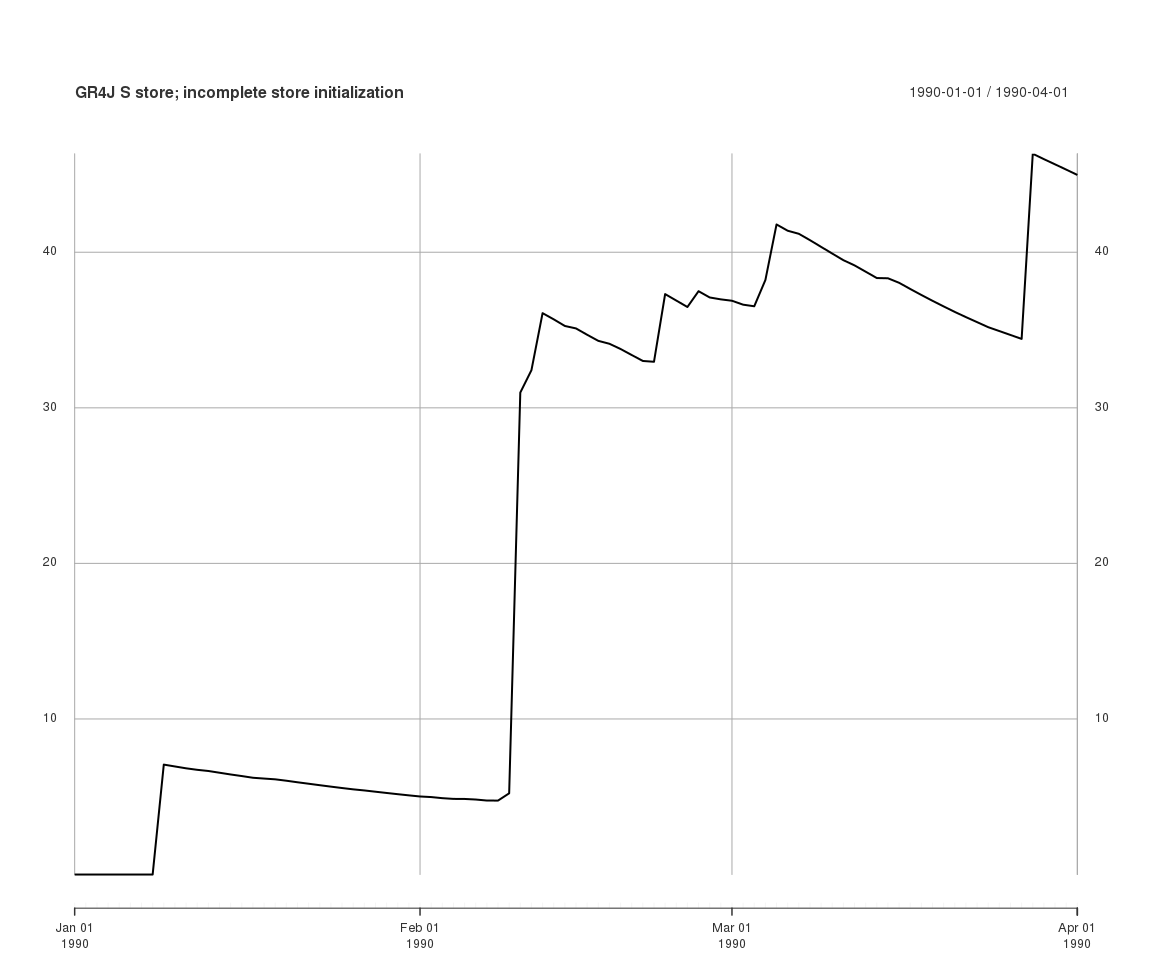 GR4J S store; incomplete store initialization
1990-01-01 / 1990-04-01
40 40
30 30
20 20
10 10
Jan 01 Feb 01 Mar 01 Apr 01
1990 1990 1990 1990